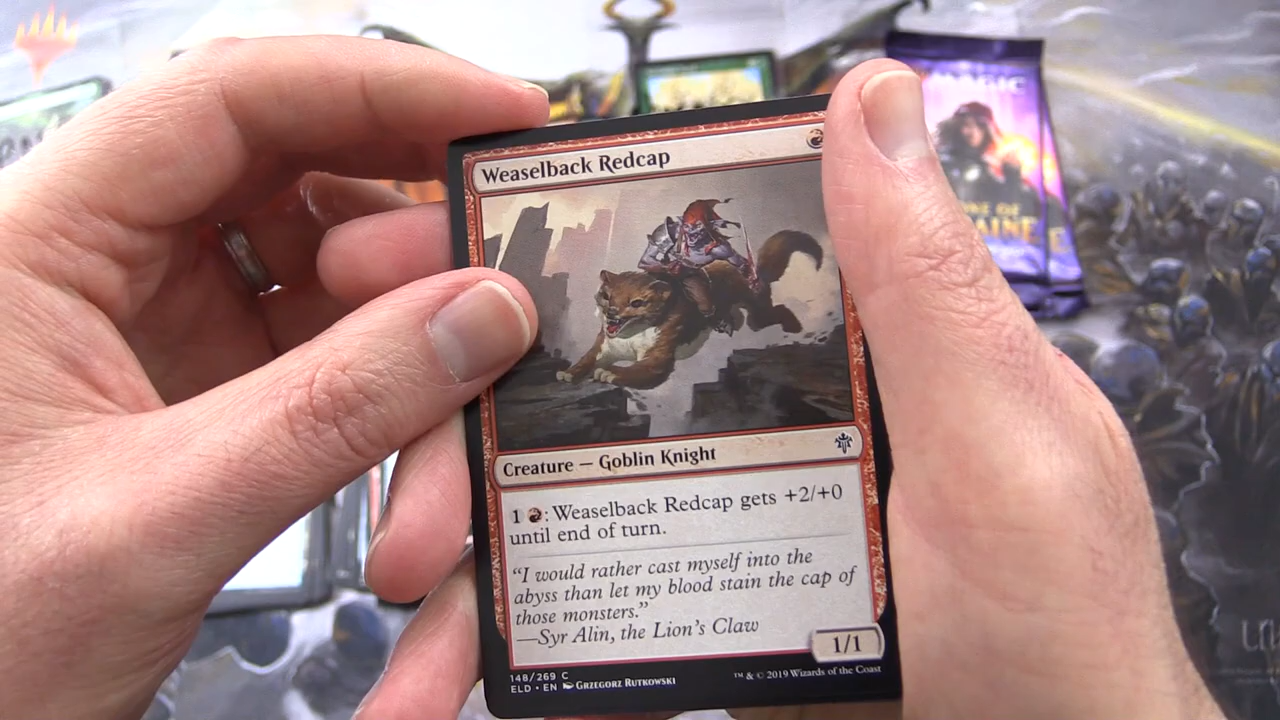 Weaselback Redcap
Creature — Goblin Knight
1 : Weaselback Redcap gets +2/+0
until end of turn.
"I would rather cast myself into the
abyss than let my blood stain the cap of
those monsters."
—Syr Alin, the Lion's Claw
1/1
148/269 C
ELD • EN Grzegorz Rutkowski
™ & © 2019 Wizards of the Coast
MAGIC